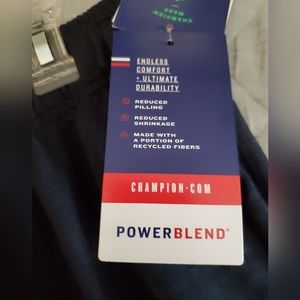 ENDLESS
COMFORT
+ ULTIMATE
DURABILITY
REDUCED
PILLING
REDUCED
SHRINKAGE
MADE WITH
A PORTION OF
RECYCLED FIBERS
CHAMPION.COM
POWERBLEND®